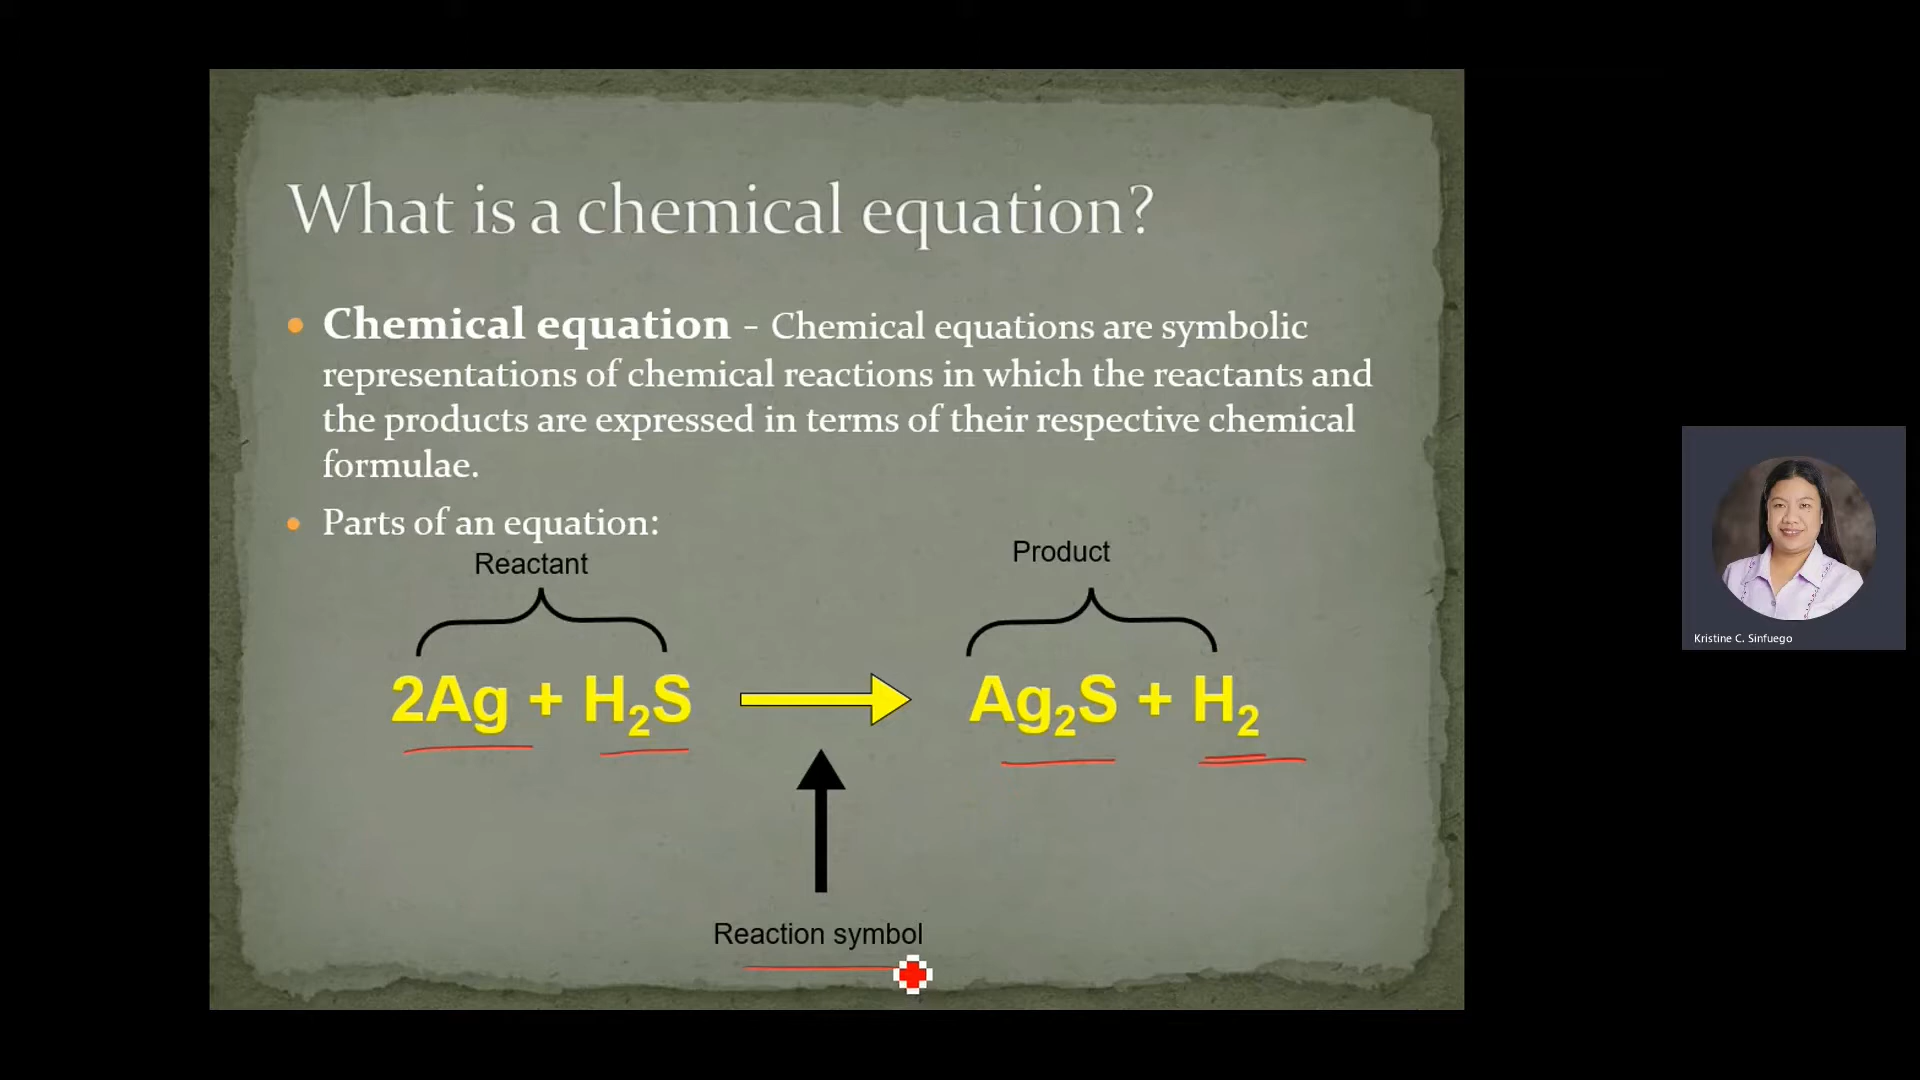 What is a chemical equation?
• Chemical equation - Chemical equations are symbolic
representations of chemical reactions in which the reactants and
the products are expressed in terms of their respective chemical
formulae.
• Parts of an equation:
Reactant
Product
2Ag + H₂S
Ag₂S + H₂
Reaction symbol
Kristine C. Sinfuego